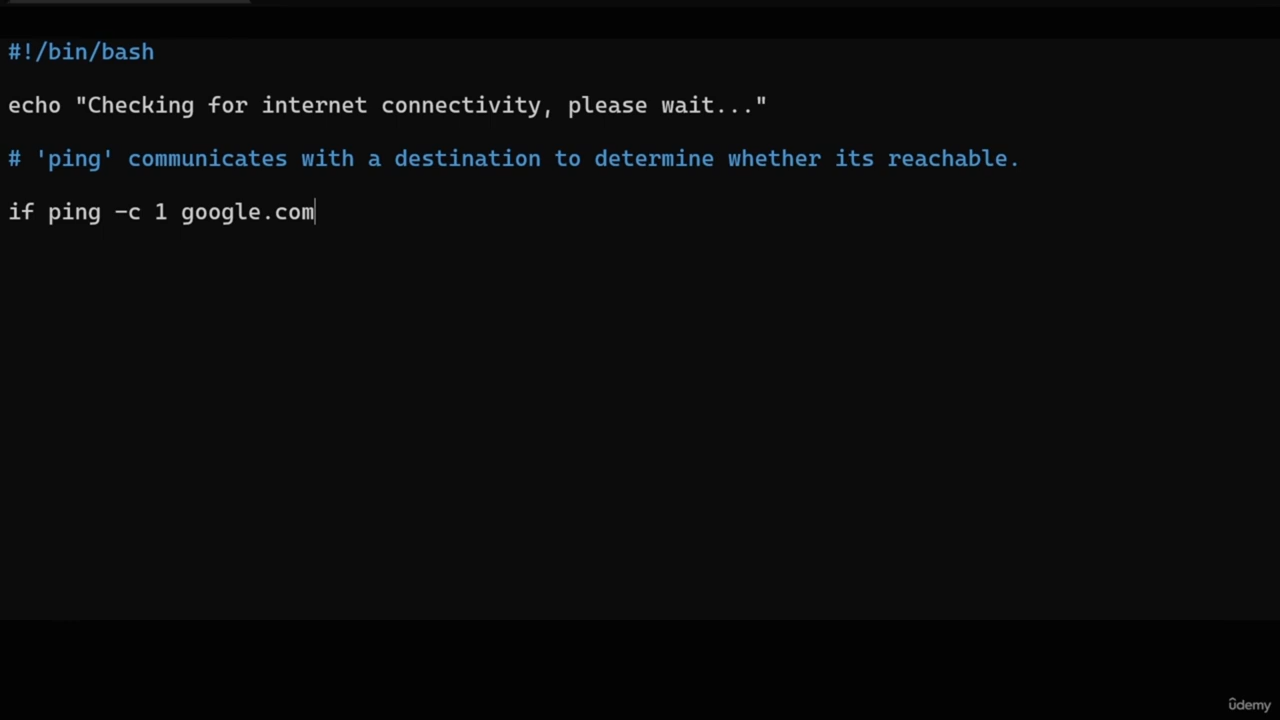 #!/bin/bash
echo "Checking for internet connectivity, please wait..."
# 'ping' communicates with a destination to determine whether its reachable.
if ping -c 1 google.com
ûdemy